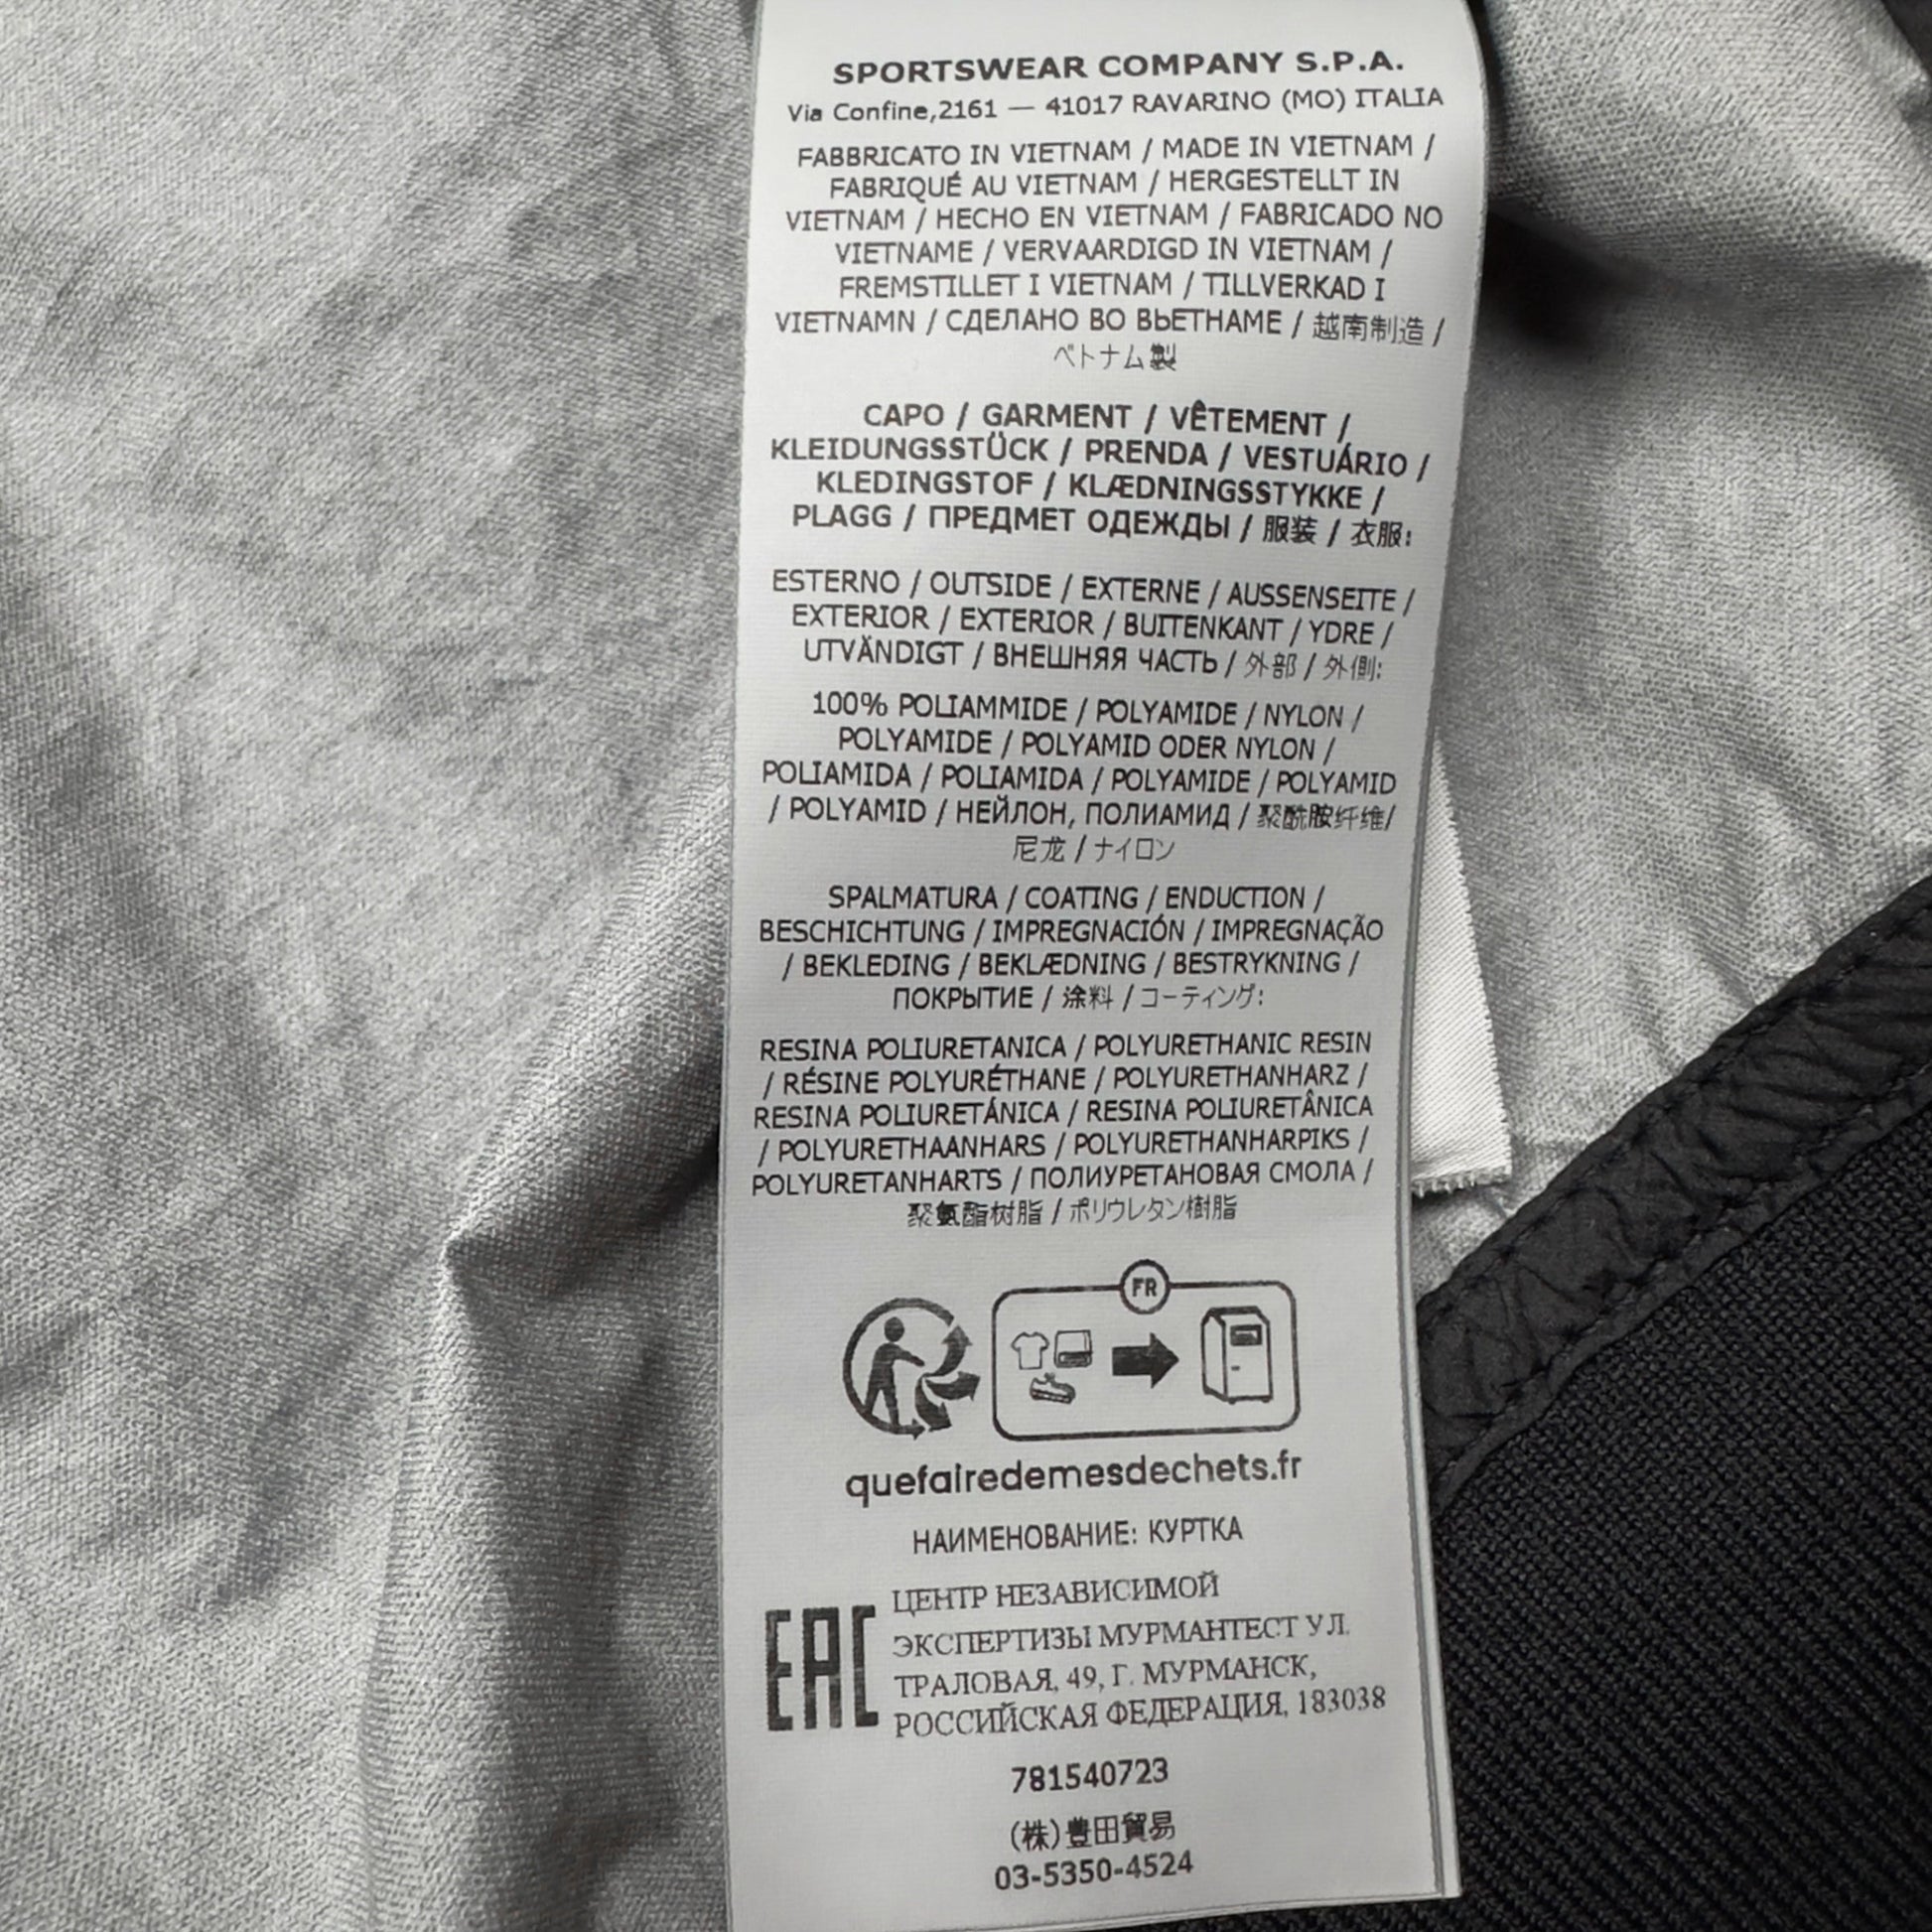 SPORTSWEAR COMPANY S.P.A.
Via Confine,2161 — 41017 RAVARINO (MO) ITALIA
FABBRICATO IN VIETNAM / MADE IN VIETNAM /
FABRIQUÉ AU VIETNAM / HERGESTELLT IN
VIETNAM / HECHO EN VIETNAM / FABRICADO NO
VIETNAME / VERVAARDIGD IN VIETNAM /
FREMSTILLET I VIETNAM / TILLVERKAD I
VIETNAMN / СДЕЛАНО ВО ВЬЕТНАМЕ / 越南制造 /
ベトナム製
CAPO / GARMENT / VÊTEMENT /
KLEIDUNGSSTÜCK / PRENDA / VESTUÁRIO /
KLEDINGSTOF / KLÆDNINGSSTYKKE /
PLAGG / ПРЕДМЕТ ОДЕЖДЫ / 服装 / 衣服:
ESTERNO / OUTSIDE / EXTERNE / AUSSENSEITE /
EXTERIOR / EXTERIOR / BUITENKANT / YDRE /
UTVÄNDIGT / ВНЕШНЯЯ ЧАСТЬ / 外部 / 外側:
100% POLIAMMIDE / POLYAMIDE / NYLON /
POLYAMIDE / POLYAMID ODER NYLON /
POLIAMIDA / POLIAMIDA / POLYAMIDE / POLYAMID
/ POLYAMID / НЕЙЛОН, ПОЛИАМИД / 聚酰胺纤维/
尼龙 / ナイロン
SPALMATURA / COATING / ENDUCTION /
BESCHICHTUNG / IMPREGNACIÓN / IMPREGNAÇÃO
/ BEKLEDING / BEKLÆDNING / BESTRYKNING /
ПОКРЫТИЕ / 涂料 / コーティング:
RESINA POLIURETANICA / POLYURETHANIC RESIN
/ RÉSINE POLYURÉTHANE / POLYURETHANHARZ /
RESINA POLIURETÁNICA / RESINA POLIURETÂNICA
/ POLYURETHAANHARS / POLYURETHANHARPIKS /
POLYURETANHARTS / ПОЛИУРЕТАНОВАЯ СМОЛА /
聚氨酯树脂 / ポリウレタン樹脂
FR
quefairedemesdechets.fr
НАИМЕНОВАНИЕ: КУРТКА
EAC
ЦЕНТР НЕЗАВИСИМОЙ
ЭКСПЕРТИЗЫ МУРМАНТЕСТ УЛ.
ТРАЛОВАЯ, 49, Г. МУРМАНСК,
РОССИЙСКАЯ ФЕДЕРАЦИЯ, 183038
781540723
(株)豊田貿易
03-5350-4524